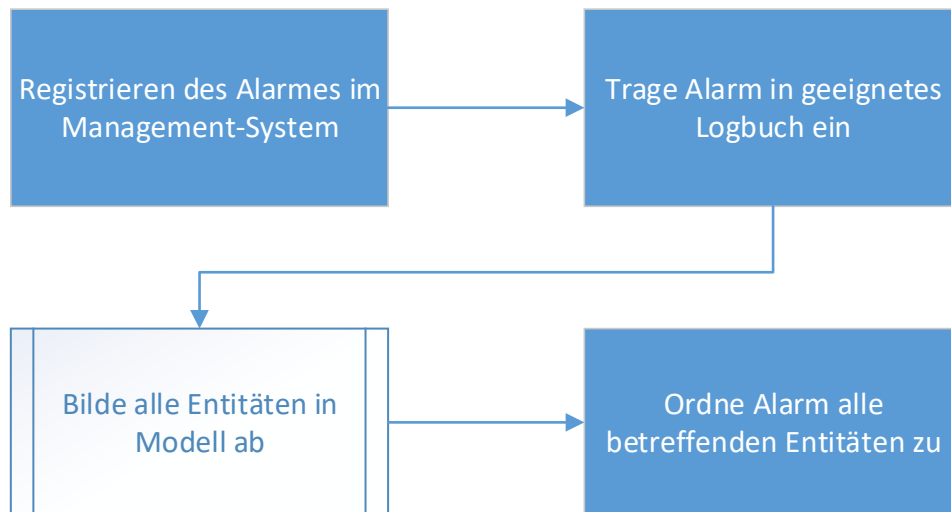 Registrieren des Alarmes im
Management-System
Trage Alarm in geeignetes
Logbuch ein
Bilde alle Entitäten in
Modell ab
Ordne Alarm alle
betreffenden Entitäten zu